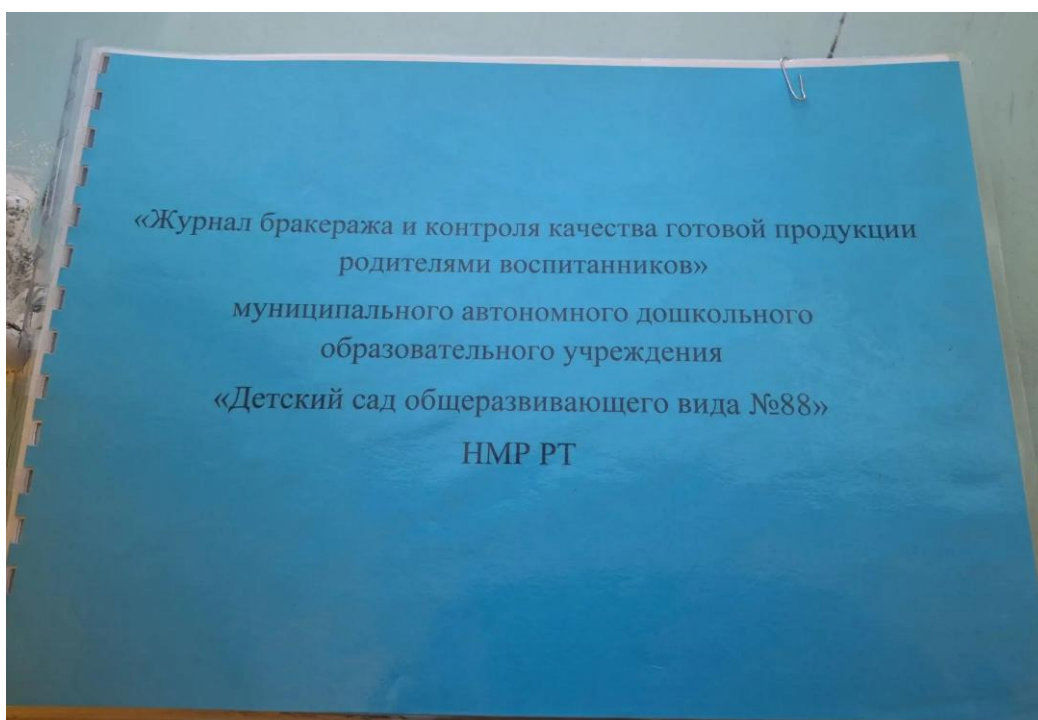 «Журнал бракеража и контроля качества готовой продукции
родителями воспитанников»
муниципального автономного дошкольного
образовательного учреждения
«Детский сад общеразвивающего вида №88»
НМР РТ